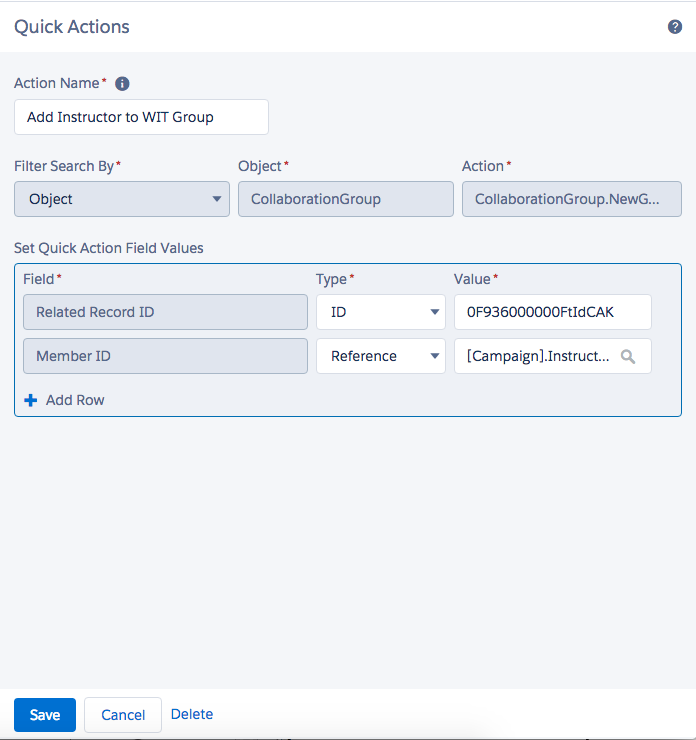 Quick Actions
Action Name*
Add Instructor to WIT Group
Filter Search By* Object* Action*
Object CollaborationGroup CollaborationGroup.NewG...
Set Quick Action Field Values
Field* Type* Value*
Related Record ID ID 0F936000000FtIdCAK
Member ID Reference [Campaign].Instruct...
Add Row
Save Cancel Delete